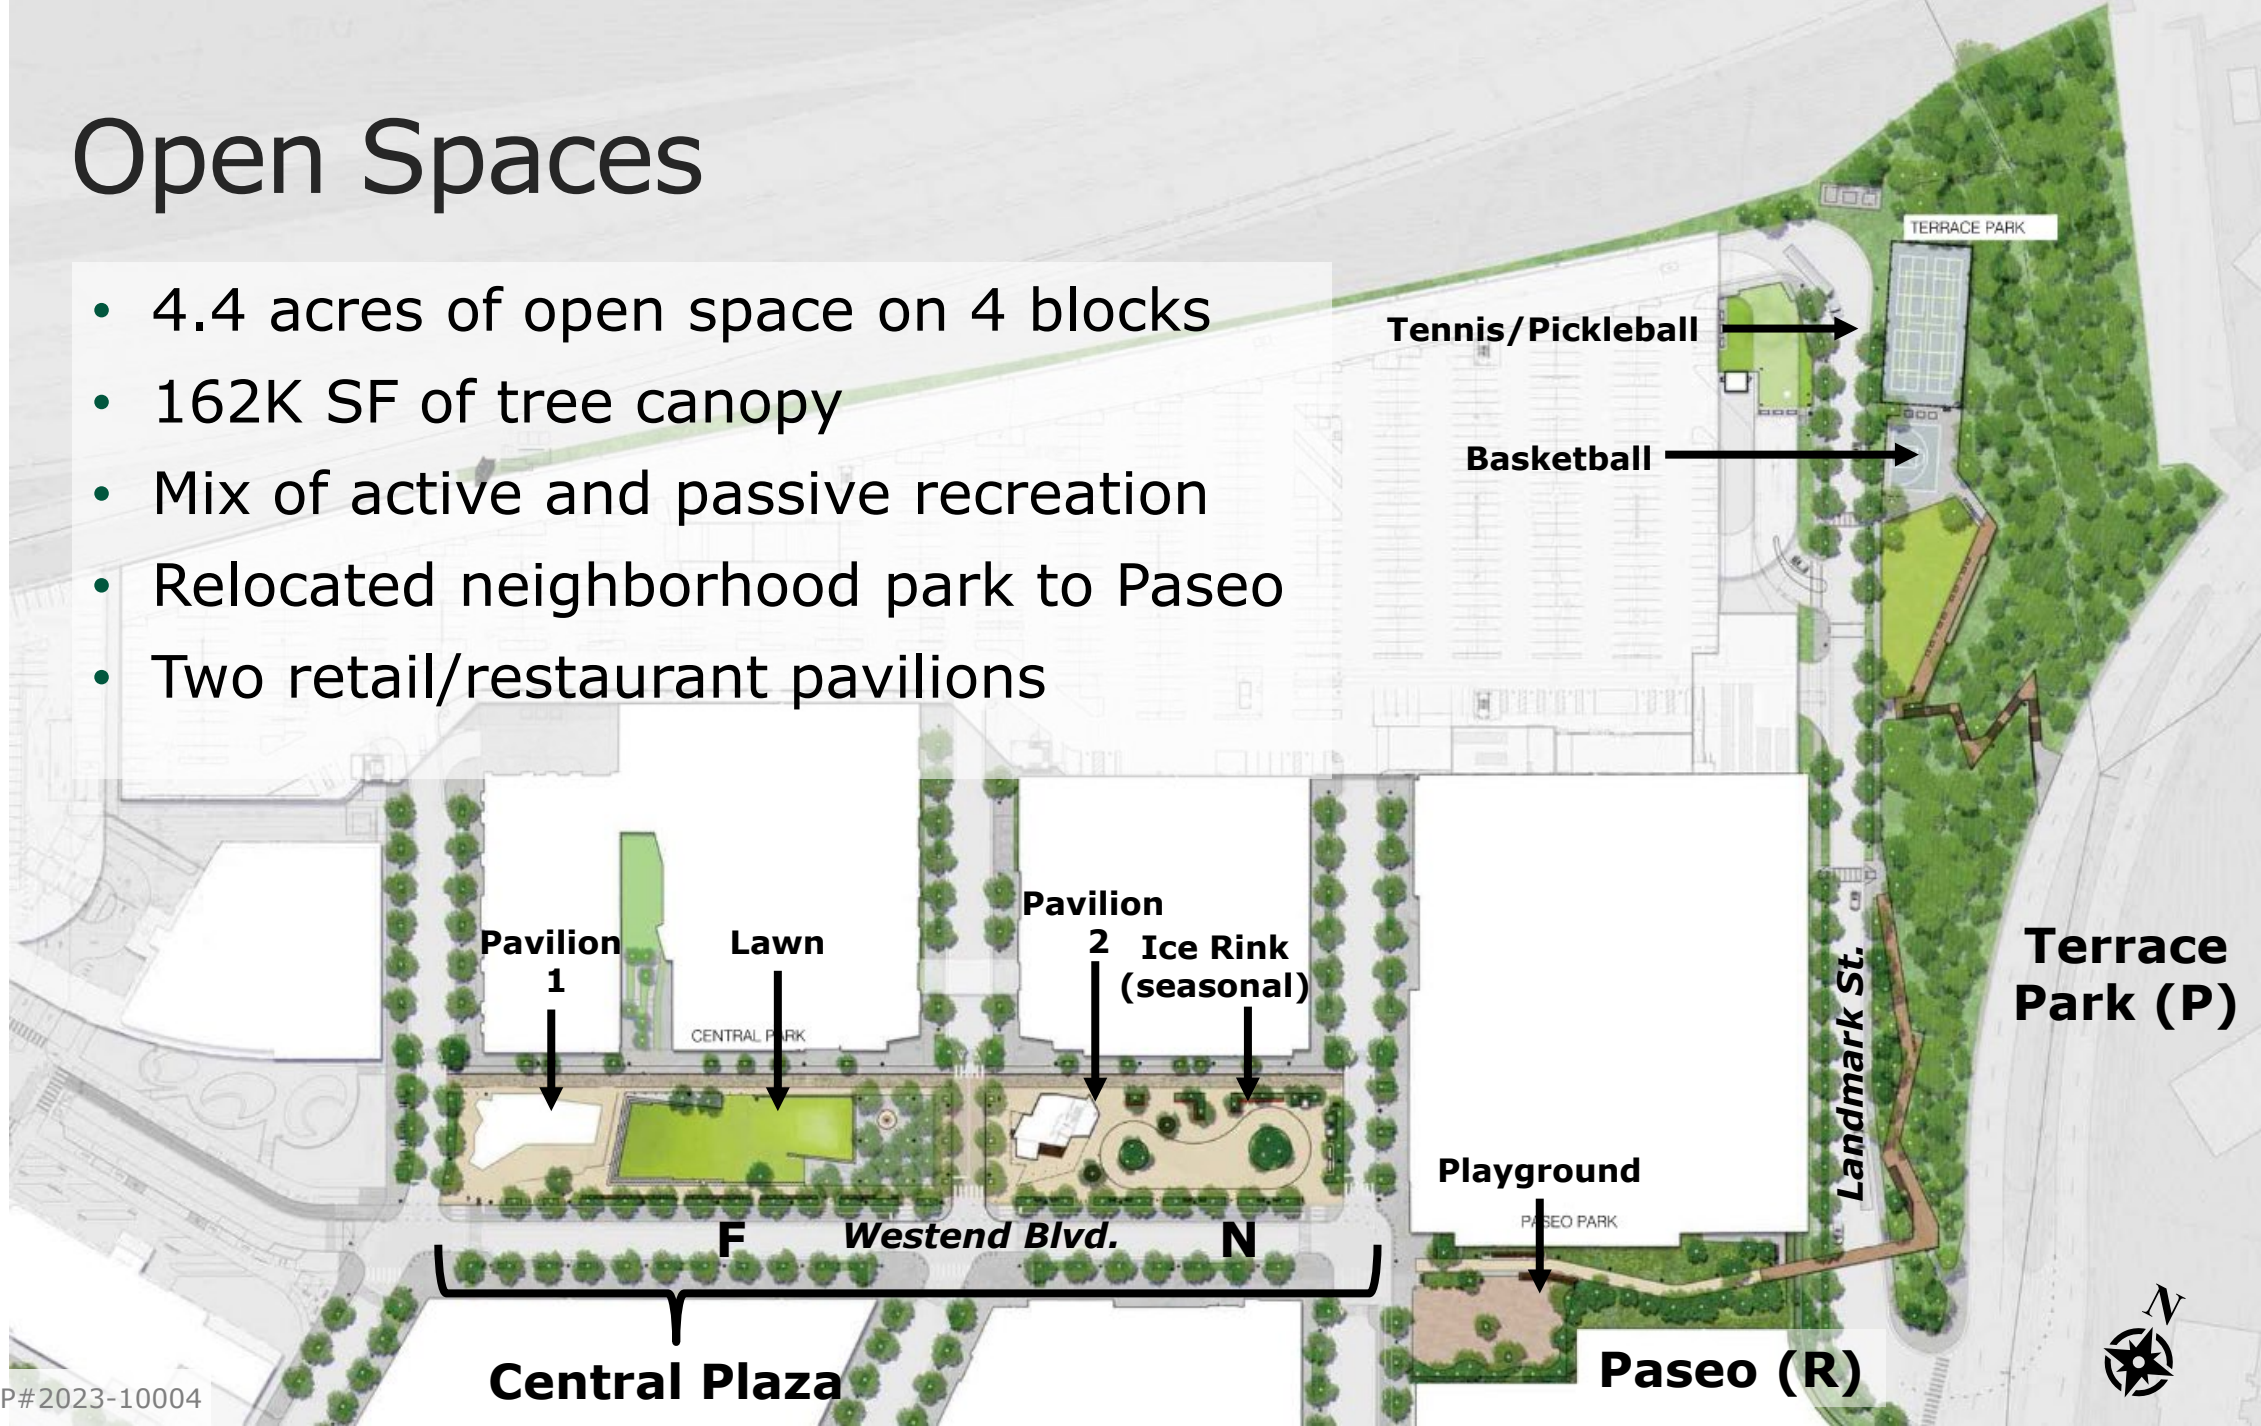 Open Spaces
• 4.4 acres of open space on 4 blocks
• 162K SF of tree canopy
• Mix of active and passive recreation
• Relocated neighborhood park to Paseo
• Two retail/restaurant pavilions
TERRACE PARK
Tennis/Pickleball
Basketball
Pavilion
1
Lawn
Pavilion
2
Ice Rink
(seasonal)
CENTRAL PARK
Terrace
Park (P)
Landmark St.
Playground
PASEO PARK
F
Westend Blvd.
N
Central Plaza
Paseo (R)
N
P#2023-10004